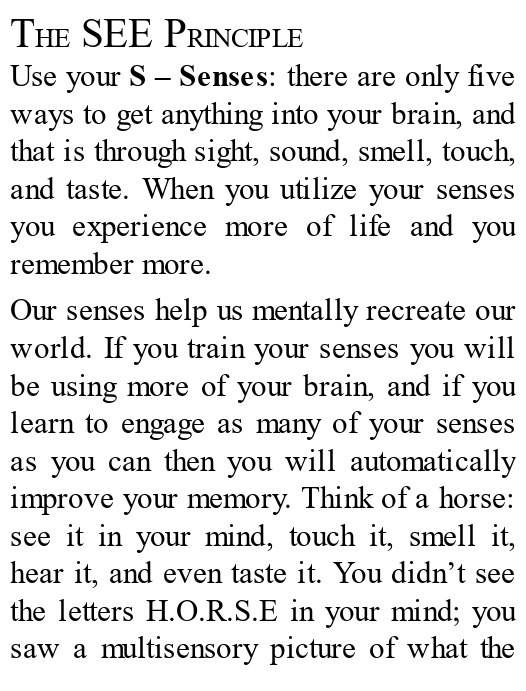 THE SEE PRINCIPLE
Use your S – Senses: there are only five
ways to get anything into your brain, and
that is through sight, sound, smell, touch,
and taste. When you utilize your senses
you experience more of life and you
remember more.
Our senses help us mentally recreate our
world. If you train your senses you will
be using more of your brain, and if you
learn to engage as many of your senses
as you can then you will automatically
improve your memory. Think of a horse:
see it in your mind, touch it, smell it,
hear it, and even taste it. You didn’t see
the letters H.O.R.S.E in your mind; you
saw a multisensory picture of what the